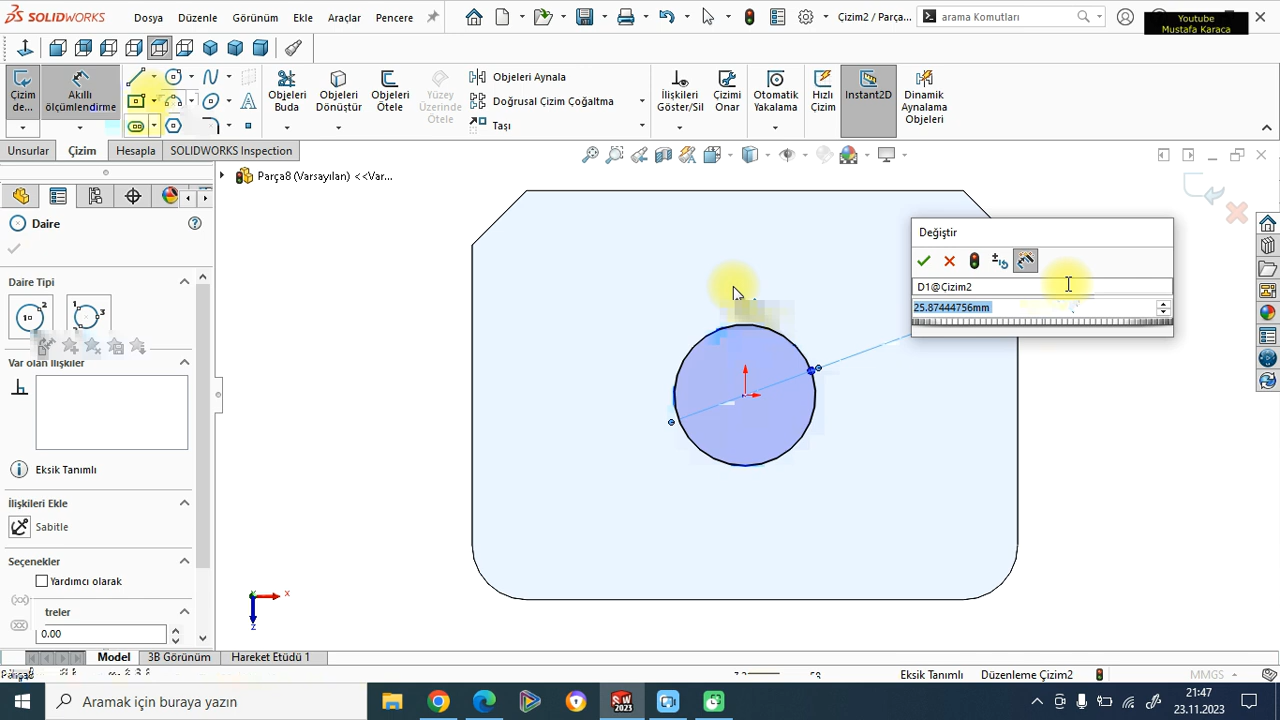 SOLIDWORKS
Dosya
Düzenle
Görünüm
Ekle
Araçlar
Pencere
Çizim2 / Parça...
arama Komutları
Youtube
Mustafa Karaca
Çizim
de...
Akıllı
ölçümlendirme
Objeleri
Buda
Objeleri
Dönüştür
Objeleri
Ötele
Yüzey
Üzerinde
Ötele
Objeleri Aynala
Doğrusal Çizim Çoğaltma
Taşı
İlişkileri
Göster/Sil
Çizimi
Onar
Otomatik
Yakalama
Hızlı
Çizim
Instant2D
Dinamik
Aynalama
Objeleri
Unsurlar
Çizim
Hesapla
SOLIDWORKS Inspection
Parça8 (Varsayılan) <<Var...
Daire
Daire Tipi
Var olan İlişkiler
Eksik Tanımlı
İlişkileri Ekle
Sabitle
Seçenekler
Yardımcı olarak
treler
0.00
Değiştir
D1@Çizim2
25.87444756mm
x
z
Model
3B Görünüm
Hareket Etüdü 1
Eksik Tanımlı
Düzenleme Çizim2
MMGS
Aramak için buraya yazın
SW
2023
21:47
23.11.2023